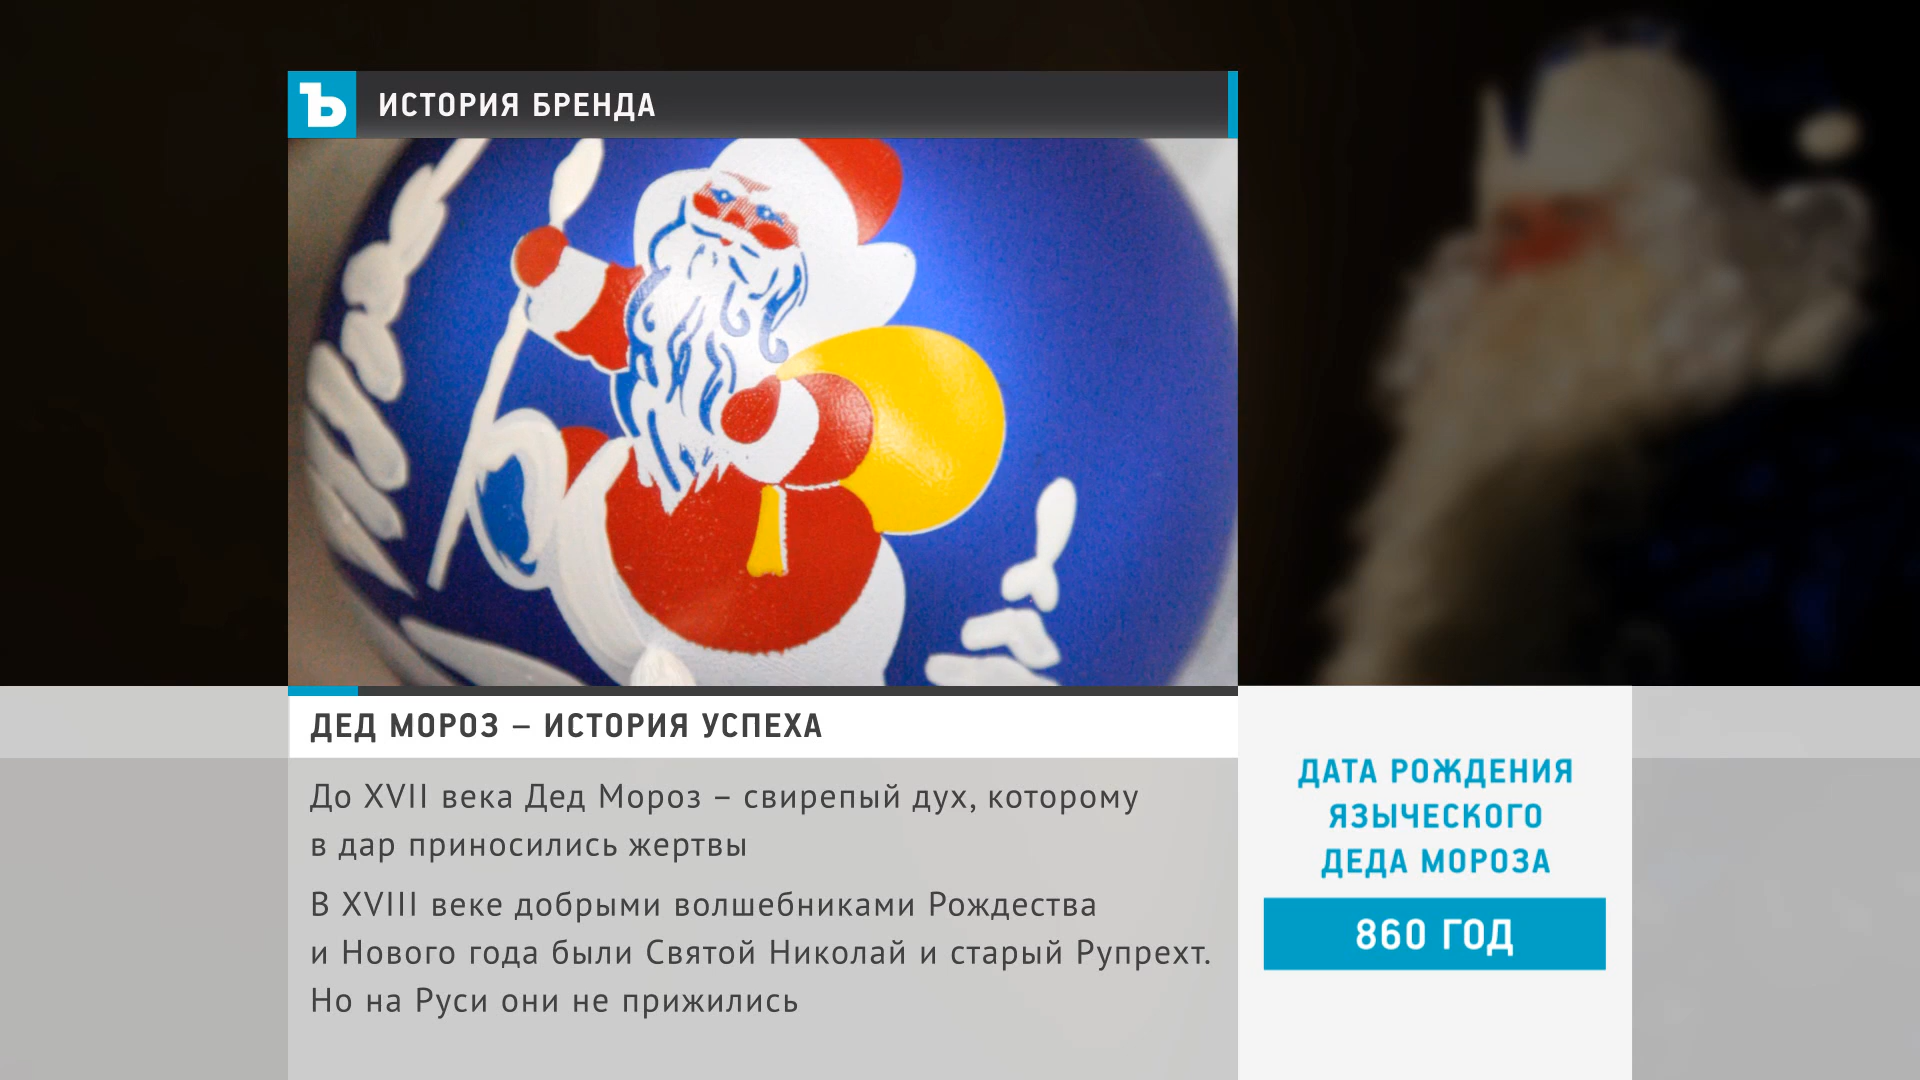 Ъ ИСТОРИЯ БРЕНДА
ДЕД МОРОЗ – ИСТОРИЯ УСПЕХА
До XVII века Дед Мороз – свирепый дух, которому
в дар приносились жертвы
В XVIII веке добрыми волшебниками Рождества
и Нового года были Святой Николай и старый Рупрехт.
Но на Руси они не прижились
ДАТА РОЖДЕНИЯ
ЯЗЫЧЕСКОГО
ДЕДА МОРОЗА
860 ГОД